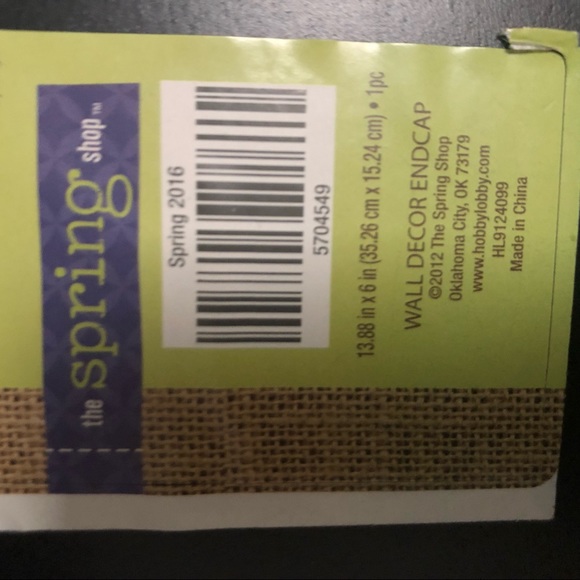 the spring shop™
Spring 2016
5704549
13.88 in x 6 in (35.26 cm x 15.24 cm) • 1pc
WALL DECOR ENDCAP
©2012 The Spring Shop
Oklahoma City, OK 73179
www.hobbylobby.com
HL9124099
Made in China